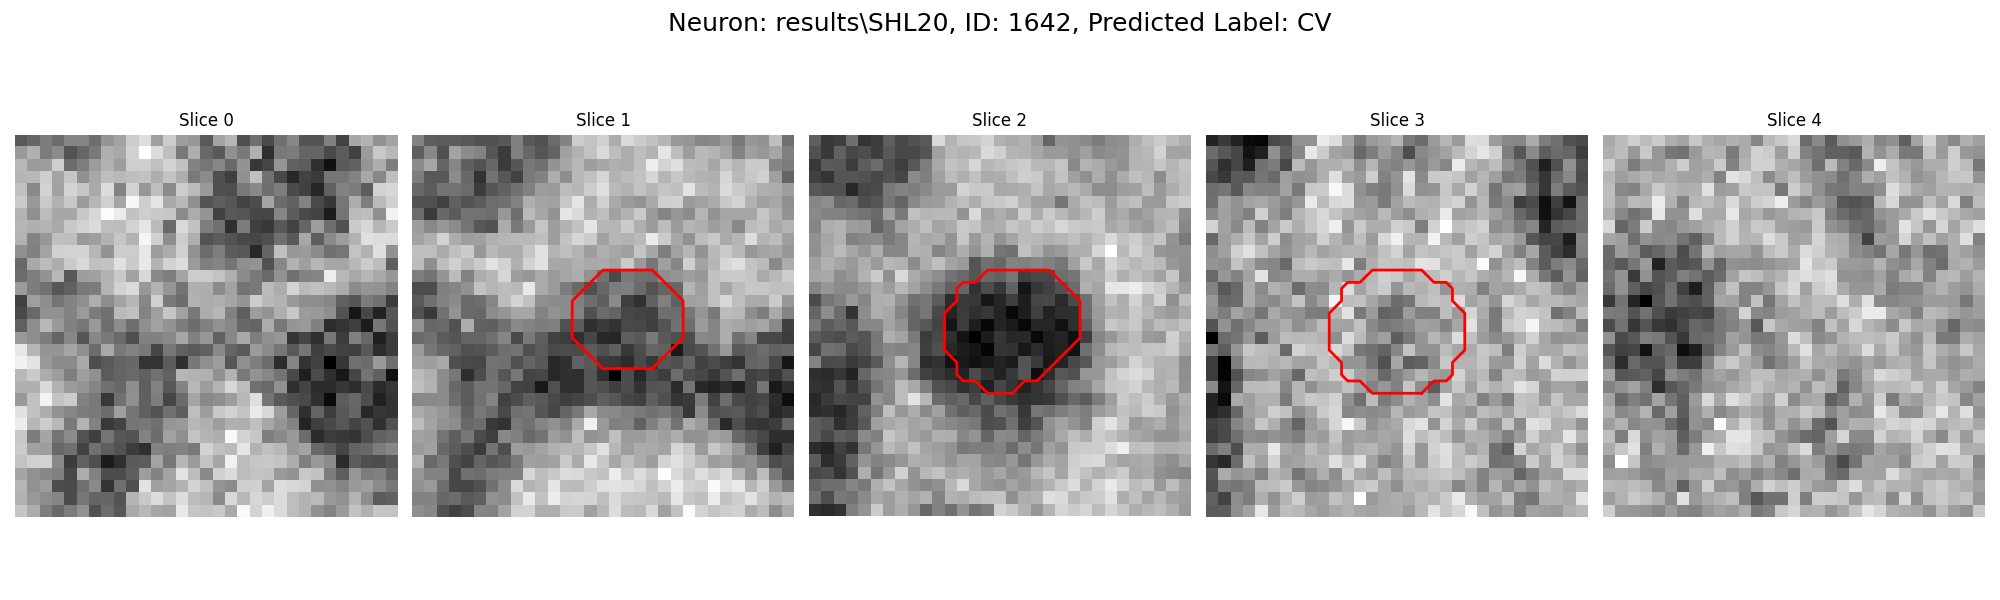 Neuron: results\SHL20, ID: 1642, Predicted Label: CV
Slice 0
Slice 1
Slice 2
Slice 3
Slice 4